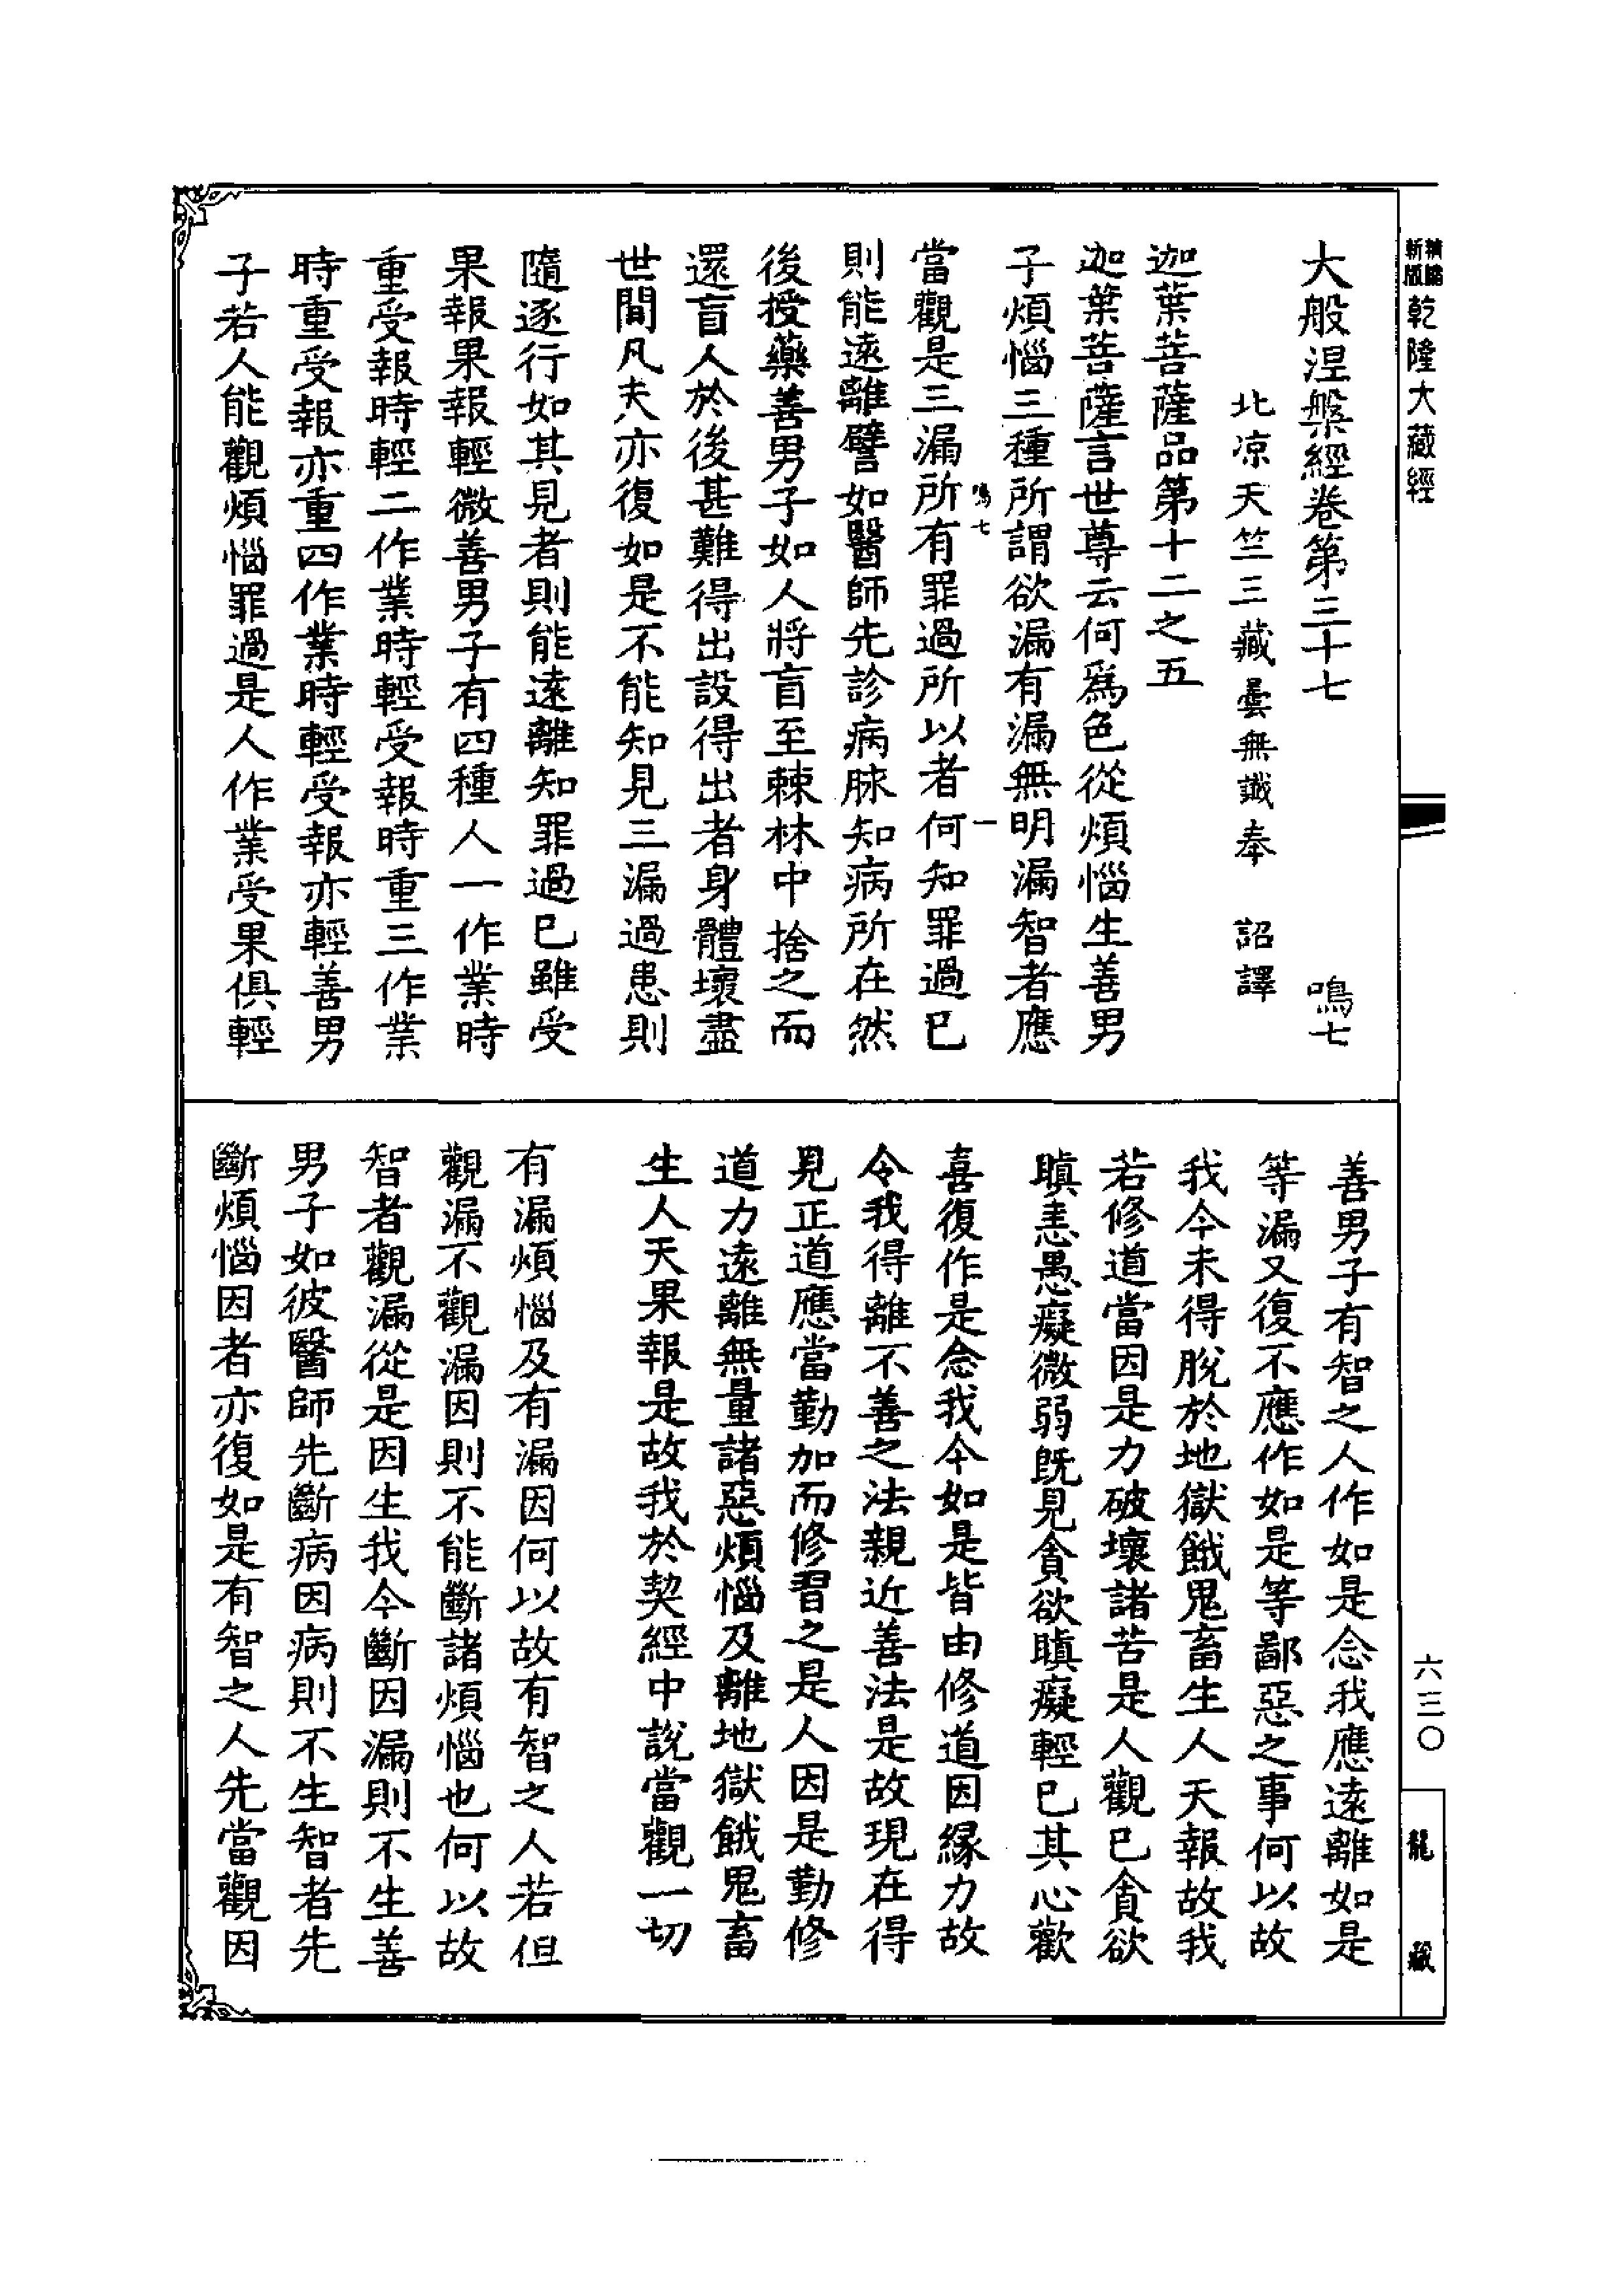 新編縮版乾隆大藏經
大般涅槃經卷第三十七　鳴七
北涼天竺三藏曇無讖奉　詔譯
迦葉菩薩品第十二之五
迦葉菩薩言世尊云何爲色從煩惱生善男
子煩惱三種所謂欲漏有漏無明漏智者應
鳴七　一
當觀是三漏所有罪過所以者何知罪過已
則能遠離譬如醫師先診病脉知病所在然
後授藥善男子如人將盲至棘林中捨之而
還盲人於後甚難得出設得出者身體壞盡
世間凡夫亦復如是不能知見三漏過患則
隨逐行如其見者則能遠離知罪過已雖受
果報果報輕微善男子有四種人一作業時
重受報時輕二作業時輕受報時重三作業
時重受報亦重四作業時輕受報亦輕善男
子若人能觀煩惱罪過是人作業受果俱輕
善男子有智之人作如是念我應遠離如是
等漏又復不應作如是等鄙惡之事何以故
我今未得脫於地獄餓鬼畜生人天報故我
若修道當因是力破壞諸苦是人觀已貪欲
瞋恚愚癡微弱旣見貪欲瞋癡輕已其心歡
喜復作是念我今如是皆由修道因緣力故
令我得離不善之法親近善法是故現在得
見正道應當勤加而修習之是人因是勤修
道力遠離無量諸惡煩惱及離地獄餓鬼畜
生人天果報是故我於契經中說當觀一切
有漏煩惱及有漏因何以故有智之人若但
觀漏不觀漏因則不能斷諸煩惱也何以故
智者觀漏從是因生我今斷因漏則不生善
男子如彼醫師先斷病因病則不生智者先
斷煩惱因者亦復如是有智之人先當觀因
六三〇
龍　藏